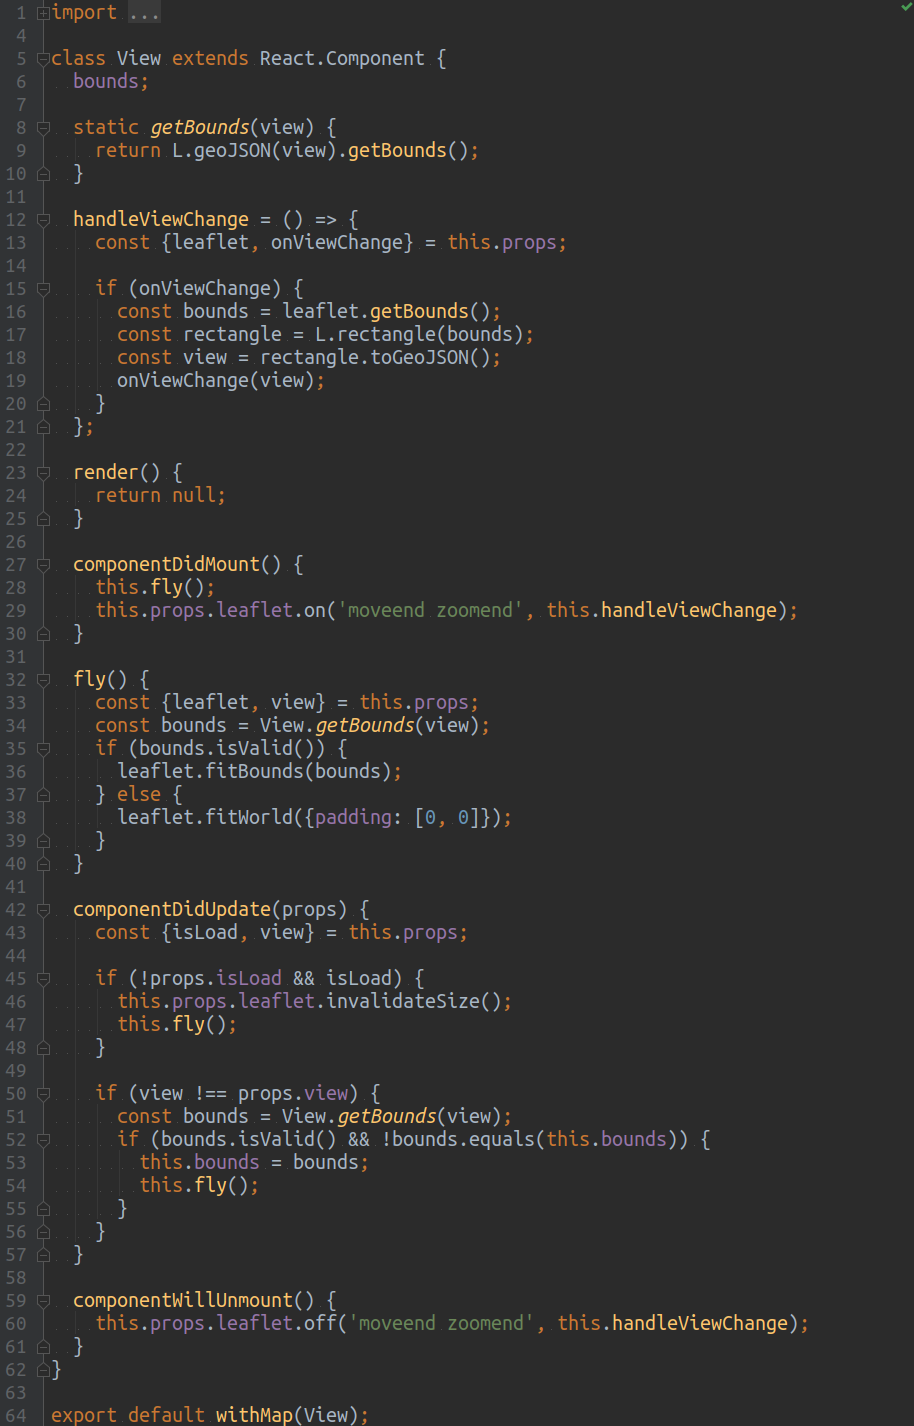 1 import ...
4
5 class View extends React.Component {
6   bounds;
7
8   static getBounds(view) {
9     return L.geoJSON(view).getBounds();
10   }
11
12   handleViewChange = () => {
13     const {leaflet, onViewChange} = this.props;
14
15     if (onViewChange) {
16       const bounds = leaflet.getBounds();
17       const rectangle = L.rectangle(bounds);
18       const view = rectangle.toGeoJSON();
19       onViewChange(view);
20     }
21   };
22
23   render() {
24     return null;
25   }
26
27   componentDidMount() {
28     this.fly();
29     this.props.leaflet.on('moveend zoomend', this.handleViewChange);
30   }
31
32   fly() {
33     const {leaflet, view} = this.props;
34     const bounds = View.getBounds(view);
35     if (bounds.isValid()) {
36       leaflet.fitBounds(bounds);
37     } else {
38       leaflet.fitWorld({padding: [0, 0]});
39     }
40   }
41
42   componentDidUpdate(props) {
43     const {isLoad, view} = this.props;
44
45     if (!props.isLoad && isLoad) {
46       this.props.leaflet.invalidateSize();
47       this.fly();
48     }
49
50     if (view !== props.view) {
51       const bounds = View.getBounds(view);
52       if (bounds.isValid() && !bounds.equals(this.bounds)) {
53         this.bounds = bounds;
54         this.fly();
55       }
56     }
57   }
58
59   componentWillUnmount() {
60     this.props.leaflet.off('moveend zoomend', this.handleViewChange);
61   }
62 }
63
64 export default withMap(View);